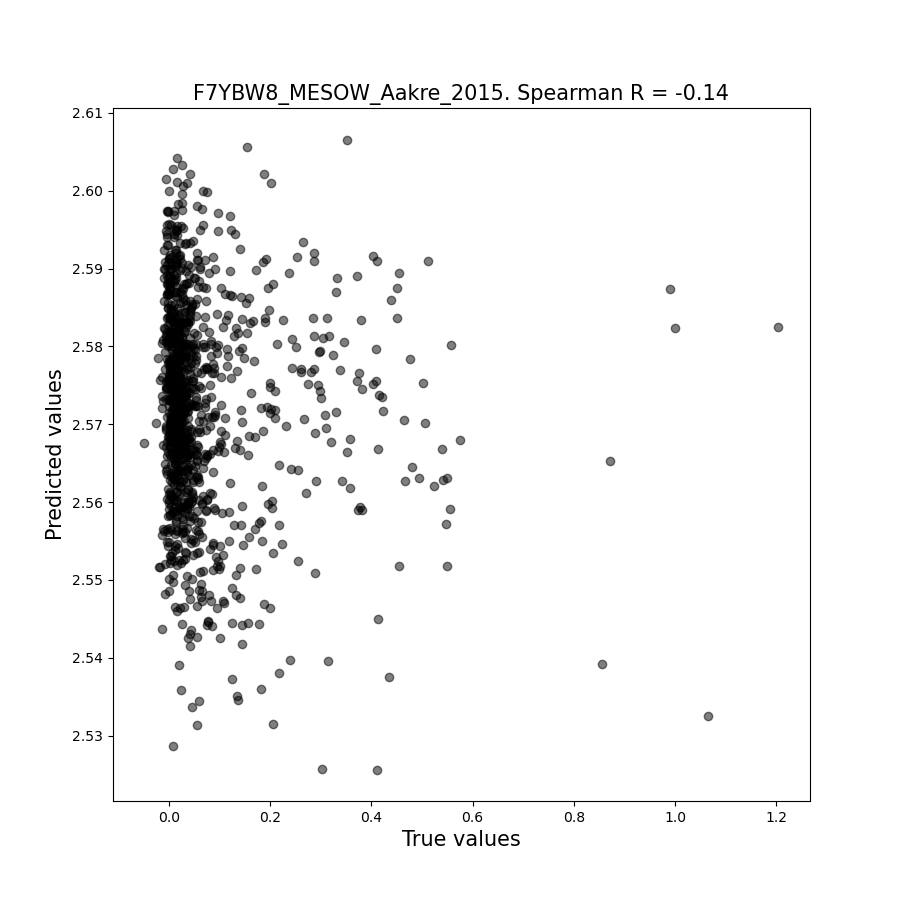 F7YBW8_MESOW_Aakre_2015. Spearman R = -0.14
2.61
2.60
2.59
2.58
2.57
2.56
2.55
2.54
2.53
Predicted values
0.0 0.2 0.4 0.6 0.8 1.0 1.2
True values